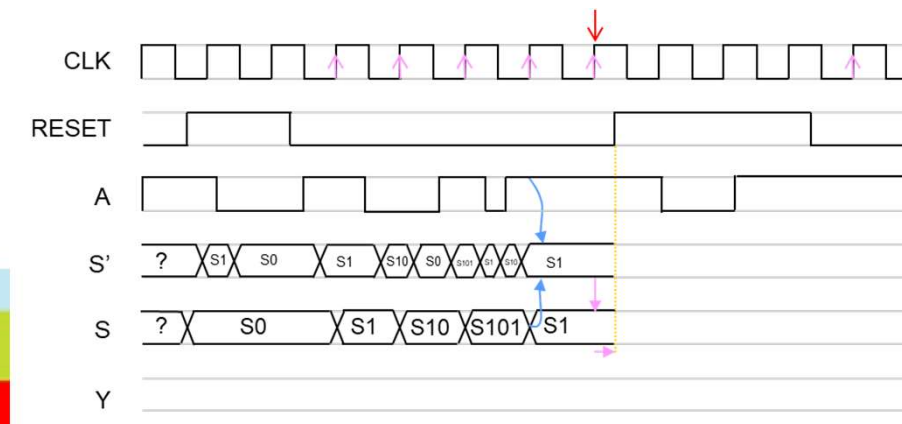 CLK
RESET
A
S' ? S1 S0 S1 S10 S0 S101 S1 S10 S1
S ? S0 S1 S10 S101 S1
Y